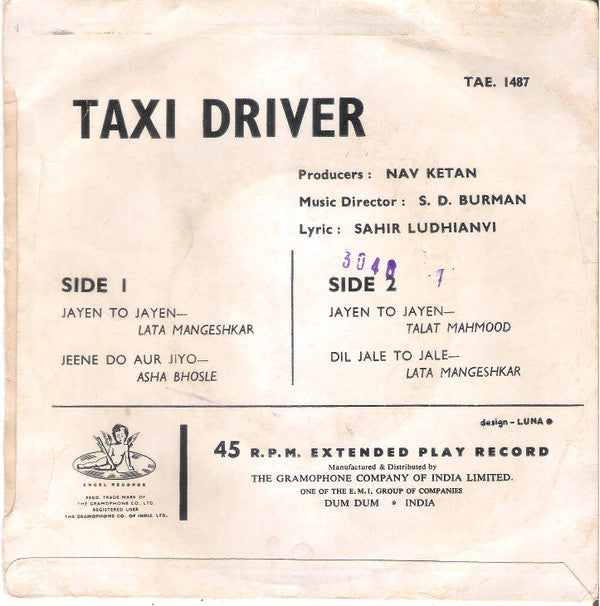 TAE. 1487
TAXI DRIVER
Producers : NAV KETAN
Music Director : S. D. BURMAN
Lyric : SAHIR LUDHIANVI
3048 7
SIDE I
JAYEN TO JAYEN—
LATA MANGESHKAR
JEENE DO AUR JIYO—
ASHA BHOSLE
SIDE 2
JAYEN TO JAYEN—
TALAT MAHMOOD
DIL JALE TO JALE—
LATA MANGESHKAR
design - LUNA
ANGEL RECORDS
REGD. TRADE MARK OF
THE GRAMOPHONE CO. LTD.
REGISTERED USER
THE GRAMOPHONE CO. OF INDIA LTD.
45 R.P.M. EXTENDED PLAY RECORD
Manufactured & Distributed by
THE GRAMOPHONE COMPANY OF INDIA LIMITED.
ONE OF THE E.M.I. GROUP OF COMPANIES
DUM DUM • INDIA